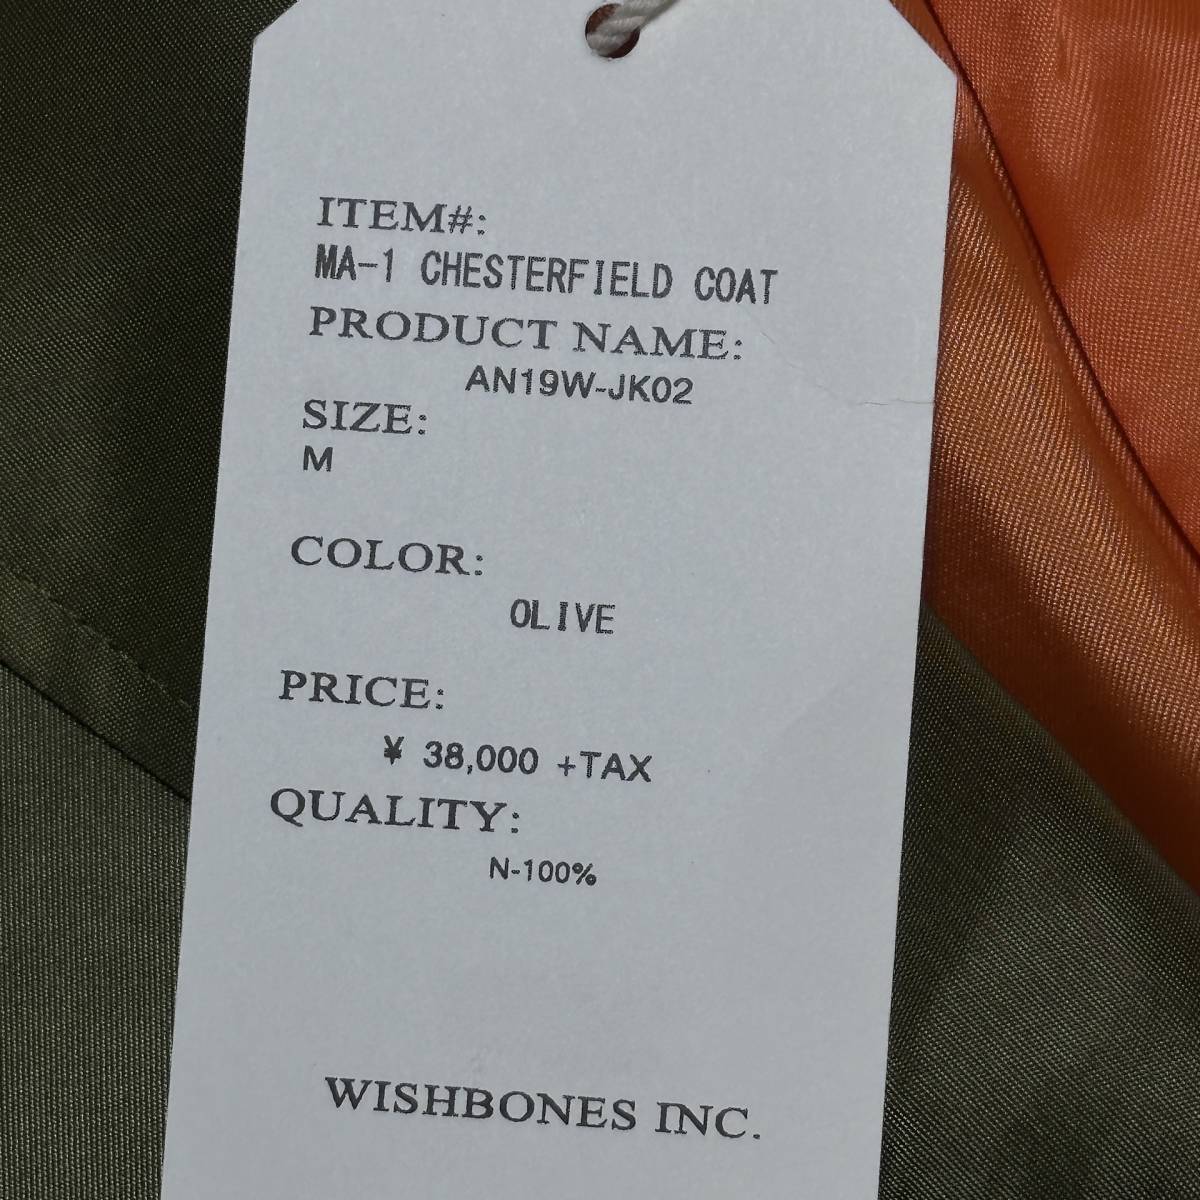 ITEM#:
MA-1 CHESTERFIELD COAT
PRODUCT NAME:
AN19W-JK02
SIZE:
M
COLOR:
OLIVE
PRICE:
¥ 38,000 +TAX
QUALITY:
N-100%
WISHBONES INC.